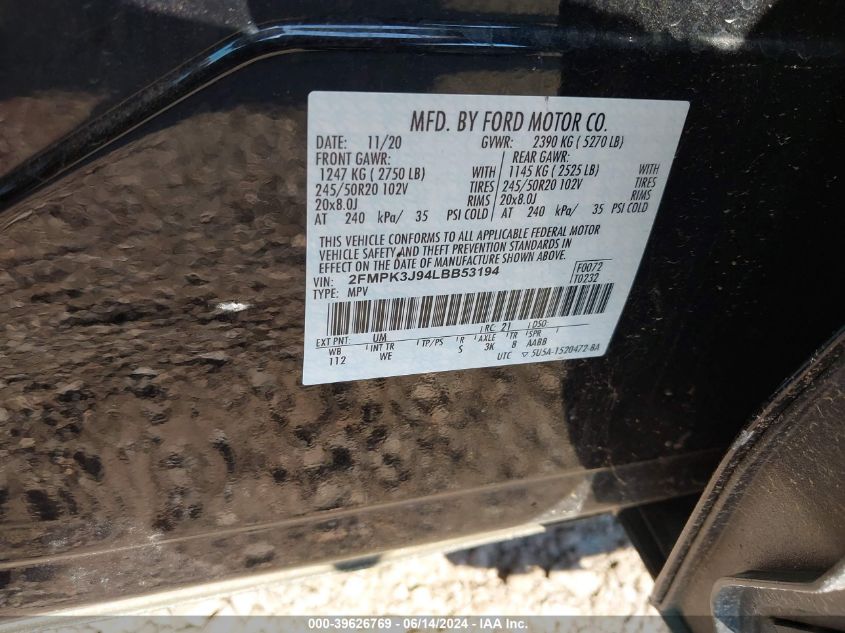 MFD. BY FORD MOTOR CO.
DATE: 11/20 GVWR: 2390 KG ( 5270 LB)
FRONT GAWR: REAR GAWR:
1247 KG ( 2750 LB) WITH 1145 KG ( 2525 LB) WITH
245/50R20 102V TIRES 245/50R20 102V TIRES
20x8.0J RIMS 20x8.0J RIMS
AT 240 kPa/ 35 PSI COLD AT 240 kPa/ 35 PSI COLD
THIS VEHICLE CONFORMS TO ALL APPLICABLE FEDERAL MOTOR
VEHICLE SAFETY AND THEFT PREVENTION STANDARDS IN
EFFECT ON THE DATE OF MANUFACTURE SHOWN ABOVE.
VIN: 2FMPK3J94LBB53194 F0072
TYPE: MPV T0232
EXT PNT: UM RC: 21 DSO:
WB INT TR TP/PS R AXLE TR SPR
112 WE S 3K 8 AABB
UTC ▽ 5U5A-1520472-BA
000-39626769 - 06/14/2024 - IAAI.com